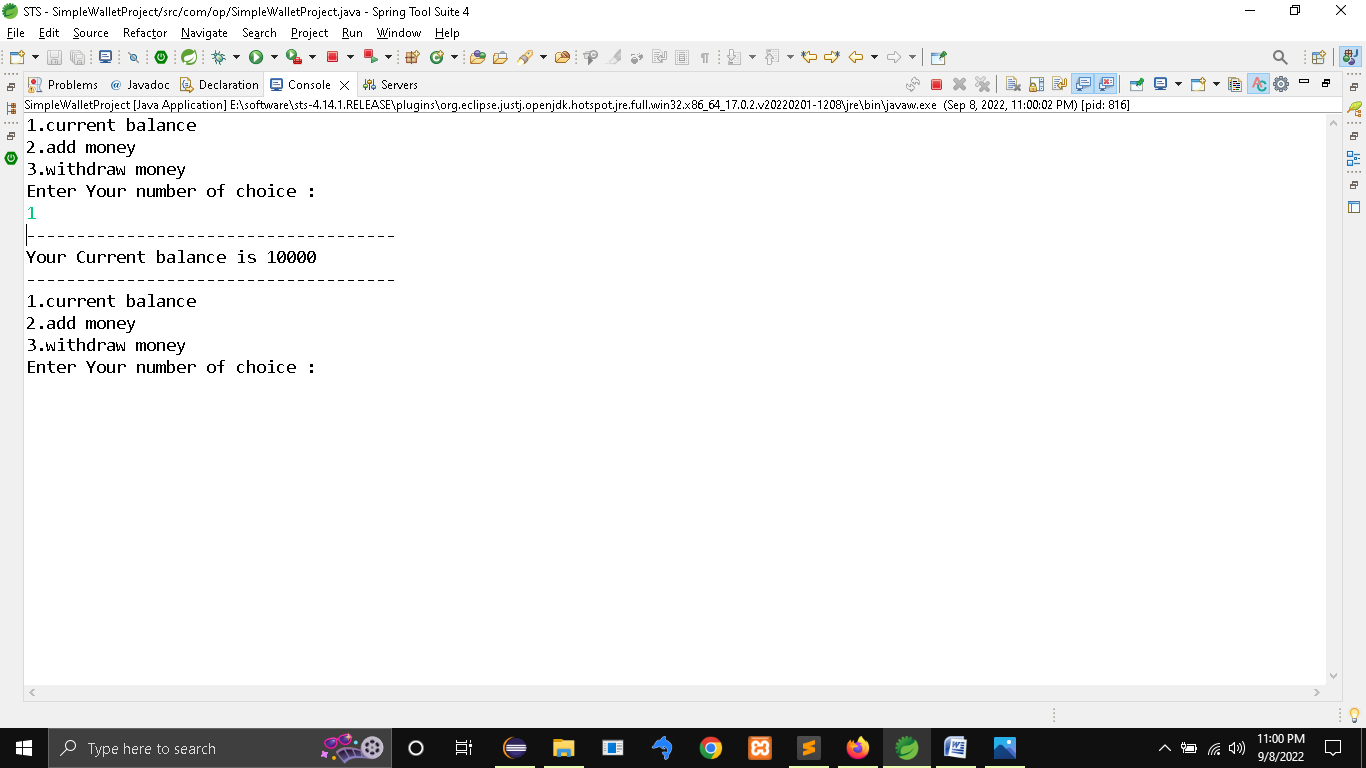 STS - SimpleWalletProject/src/com/op/SimpleWalletProject.java - Spring Tool Suite 4
File Edit Source Refactor Navigate Search Project Run Window Help
Problems Javadoc Declaration Console Servers
SimpleWalletProject [Java Application] E:\software\sts-4.14.1.RELEASE\plugins\org.eclipse.justj.openjdk.hotspot.jre.full.win32.x86_64_17.0.2.v20220201-1208\jre\bin\javaw.exe (Sep 8, 2022, 11:00:02 PM) [pid: 816]
1.current balance
2.add money
3.withdraw money
Enter Your number of choice :
1
-------------------------------------
Your Current balance is 10000
-------------------------------------
1.current balance
2.add money
3.withdraw money
Enter Your number of choice :
Type here to search
11:00 PM
9/8/2022